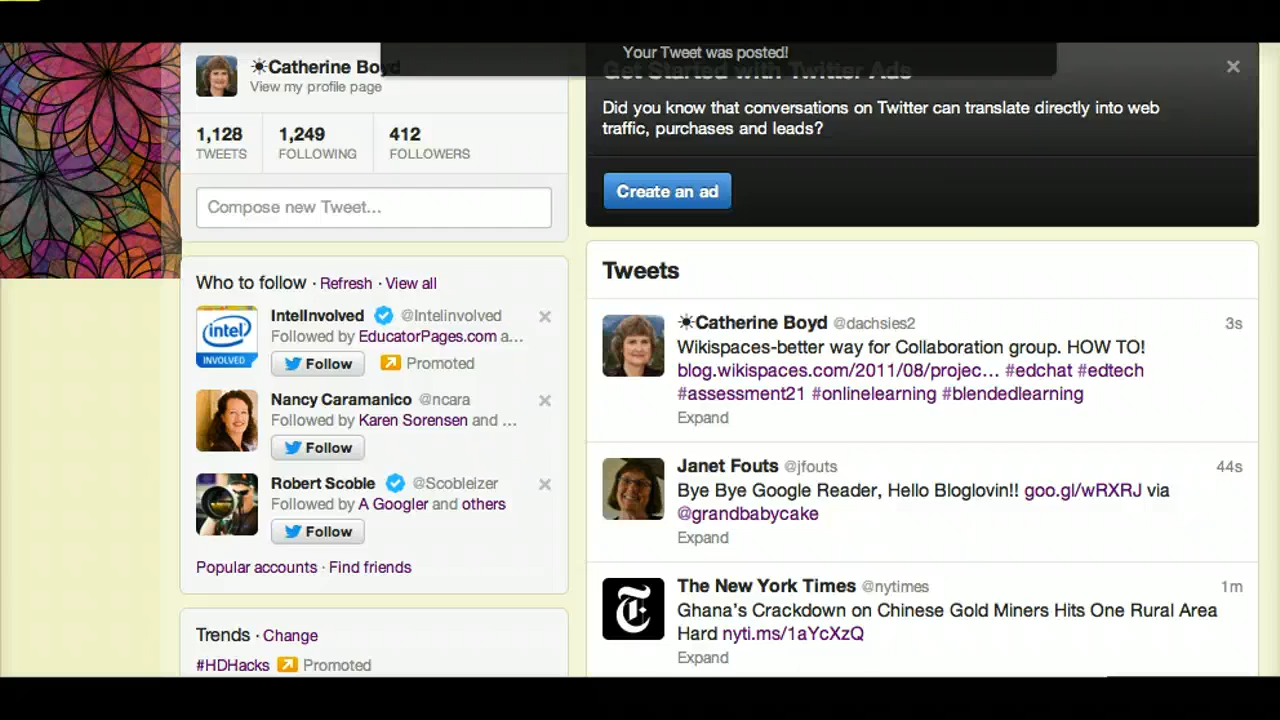 ☀Catherine Boyd
View my profile page
1,128
TWEETS
1,249
FOLLOWING
412
FOLLOWERS
Compose new Tweet...
Who to follow · Refresh · View all
IntelInvolved @Intelinvolved
Followed by EducatorPages.com a...
Follow Promoted
intel
INVOLVED
Nancy Caramanico @ncara
Followed by Karen Sorensen and ...
Follow
Robert Scoble @Scobleizer
Followed by A Googler and others
Follow
Popular accounts · Find friends
Trends · Change
#HDHacks Promoted
Your Tweet was posted!
Get Started with Twitter Ads
Did you know that conversations on Twitter can translate directly into web
traffic, purchases and leads?
Create an ad
Tweets
☀Catherine Boyd @dachsies2 3s
Wikispaces-better way for Collaboration group. HOW TO!
blog.wikispaces.com/2011/08/projec... #edchat #edtech
#assessment21 #onlinelearning #blendedlearning
Expand
Janet Fouts @jfouts 44s
Bye Bye Google Reader, Hello Bloglovin!! goo.gl/wRXRJ via
@grandbabycake
Expand
The New York Times @nytimes 1m
Ghana's Crackdown on Chinese Gold Miners Hits One Rural Area
Hard nyti.ms/1aYcXzQ
Expand